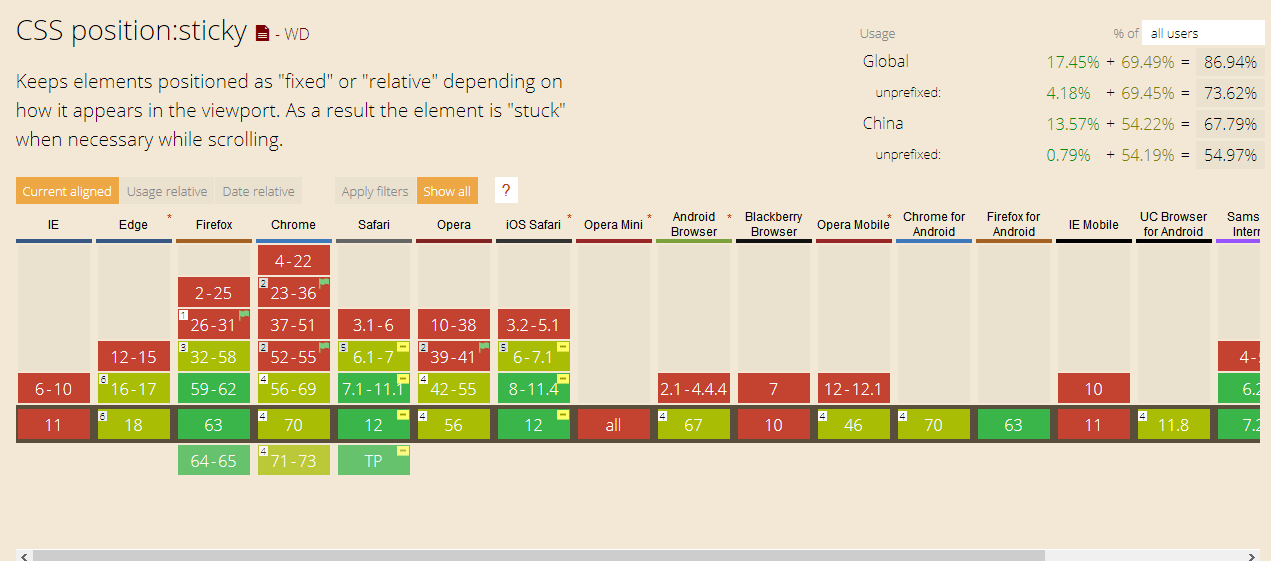 CSS position:sticky - WD
Usage % of all users
Keeps elements positioned as "fixed" or "relative" depending on
how it appears in the viewport. As a result the element is "stuck"
when necessary while scrolling.
Global 17.45% + 69.49% = 86.94%
unprefixed: 4.18% + 69.45% = 73.62%
China 13.57% + 54.22% = 67.79%
unprefixed: 0.79% + 54.19% = 54.97%
Current aligned Usage relative Date relative Apply filters Show all ?
IE Edge * Firefox Chrome Safari Opera iOS Safari * Opera Mini * Android Browser * Blackberry Browser Opera Mobile * Chrome for Android Firefox for Android IE Mobile UC Browser for Android Sams Interr
4-22
2-25 2 23-36
1 26-31 37-51 3.1-6 10-38 3.2-5.1
12-15 3 32-58 2 52-55 5 6.1-7 2 39-41 5 6-7.1 4-
6-10 6 16-17 59-62 4 56-69 7.1-11.1 4 42-55 8-11.4 2.1-4.4.4 7 12-12.1 10 6.2
11 6 18 63 4 70 12 4 56 12 all 4 67 10 4 46 4 70 63 11 4 11.8 7.2
64-65 4 71-73 TP